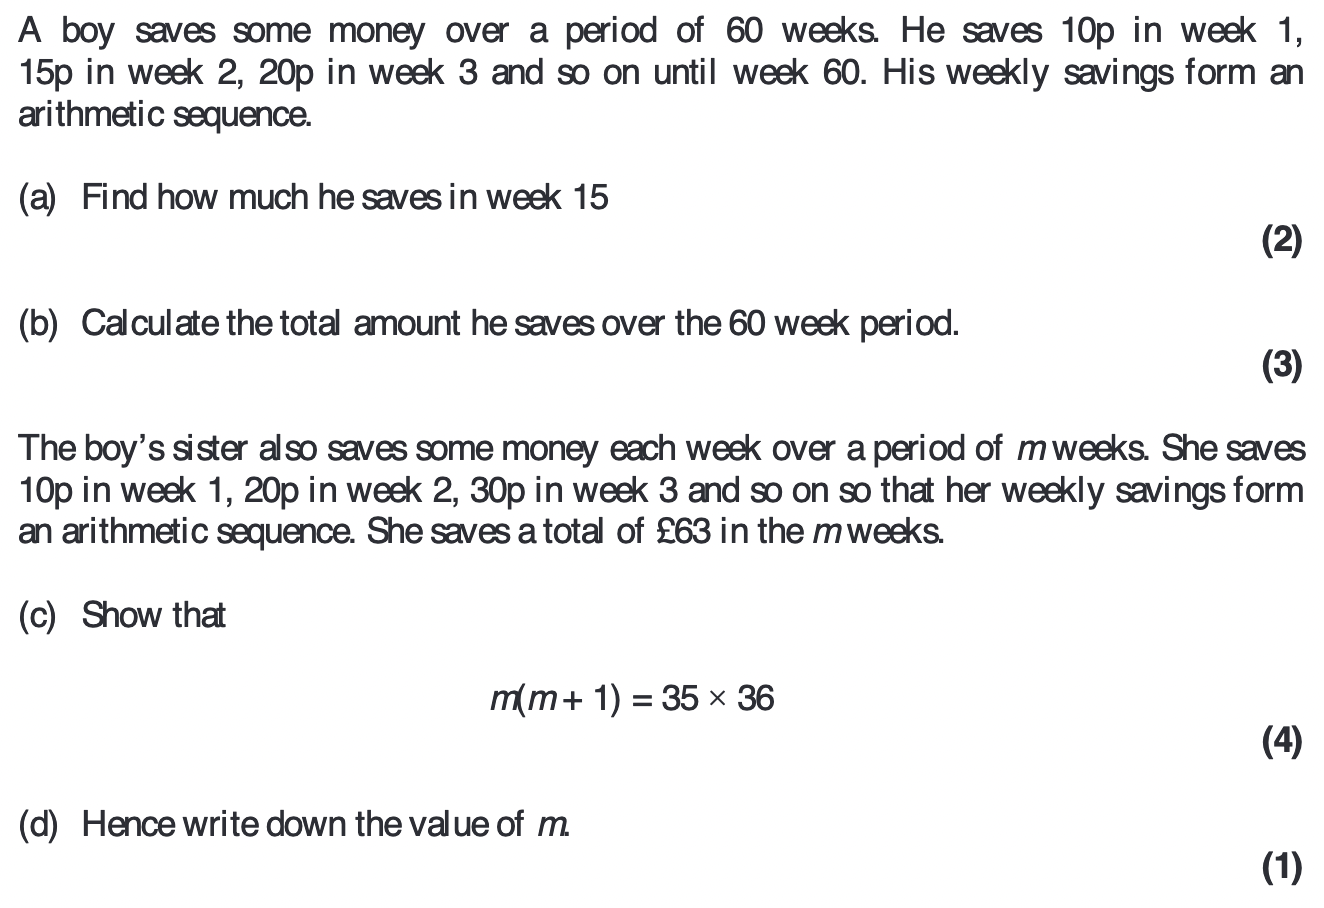 A boy saves some money over a period of 60 weeks. He saves 10p in week 1,
15p in week 2, 20p in week 3 and so on until week 60. His weekly savings form an
arithmetic sequence.
(a) Find how much he saves in week 15
(2)
(b) Calculate the total amount he saves over the 60 week period.
(3)
The boy's sister also saves some money each week over a period of m weeks. She saves
10p in week 1, 20p in week 2, 30p in week 3 and so on so that her weekly savings form
an arithmetic sequence. She saves a total of £63 in the m weeks.
(c) Show that
m(m + 1) = 35 × 36
(4)
(d) Hence write down the value of m.
(1)